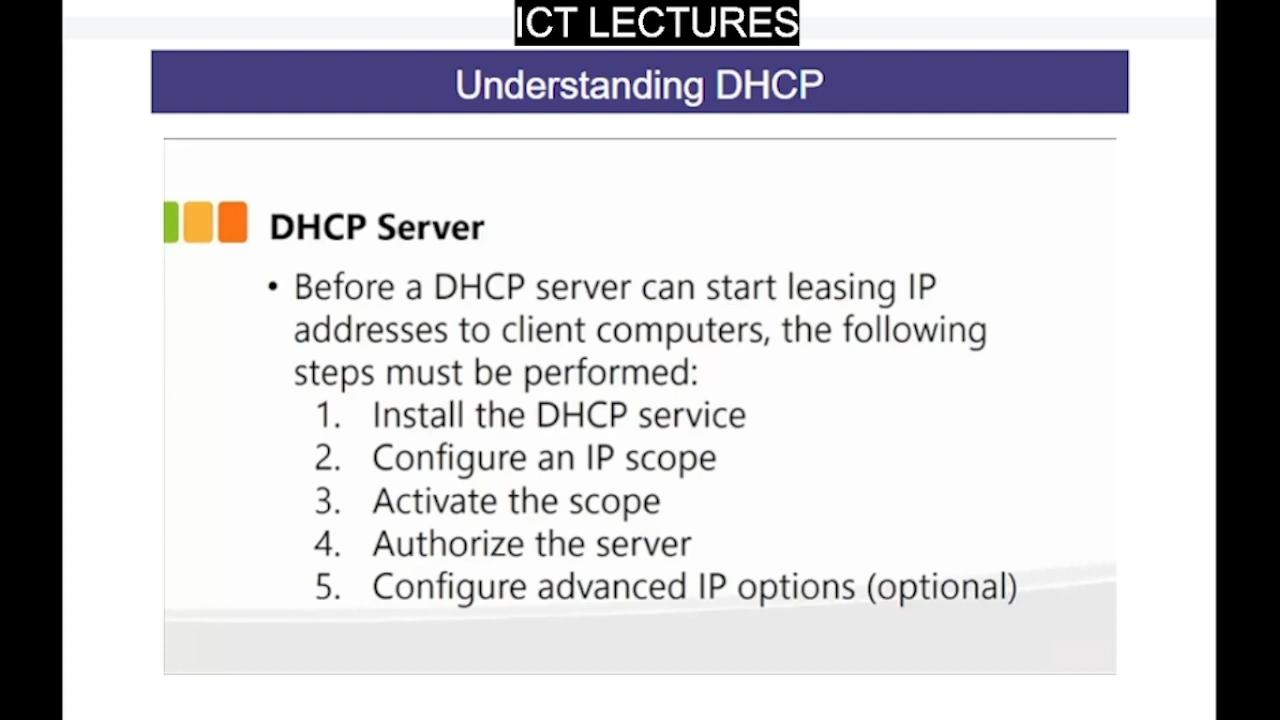 ICT LECTURES
Understanding DHCP
DHCP Server
• Before a DHCP server can start leasing IP
addresses to client computers, the following
steps must be performed:
1. Install the DHCP service
2. Configure an IP scope
3. Activate the scope
4. Authorize the server
5. Configure advanced IP options (optional)